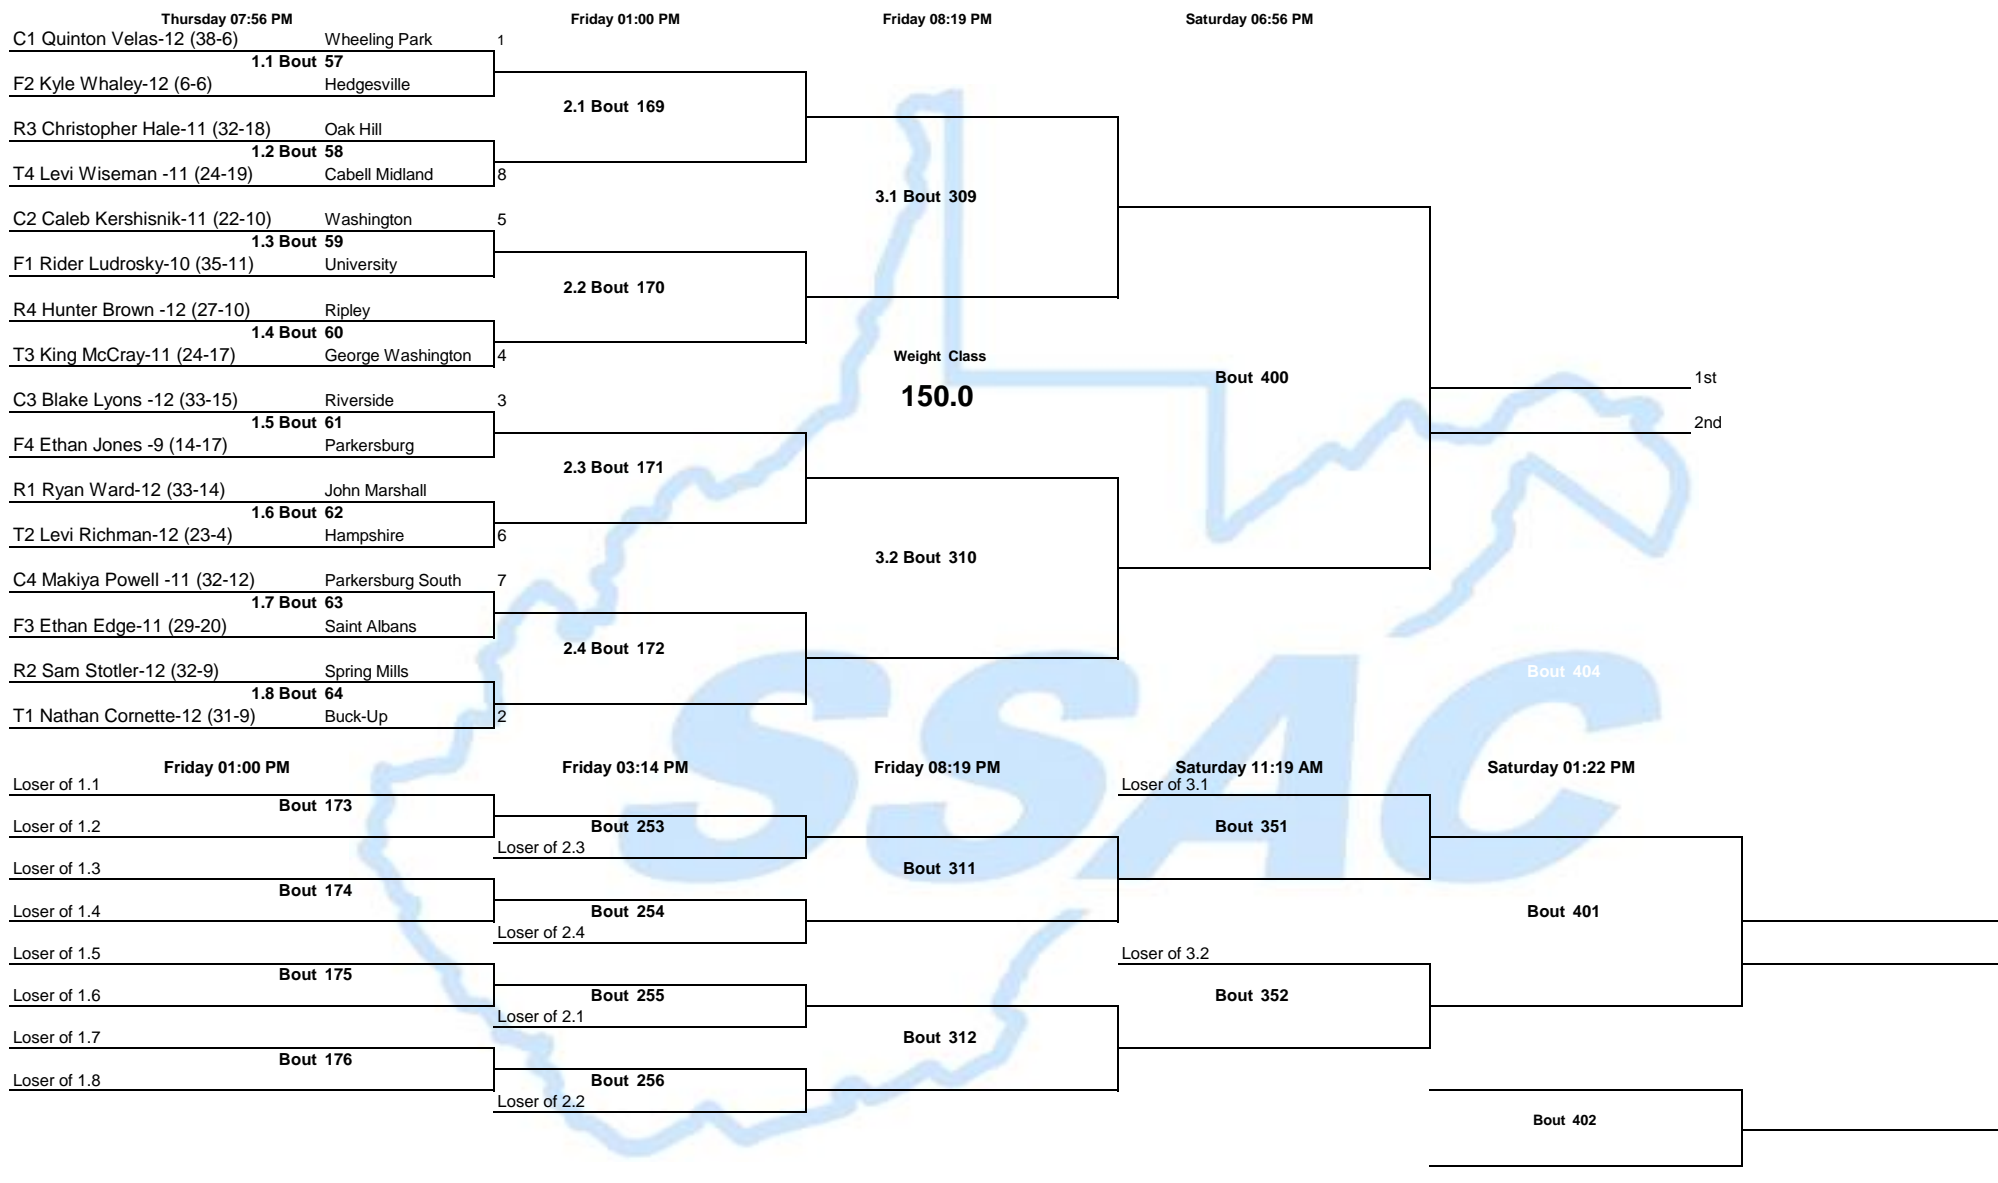 Thursday 07:56 PM Friday 01:00 PM Friday 08:19 PM Saturday 06:56 PM
C1 Quinton Velas-12 (38-6) Wheeling Park 1
1.1 Bout 57
F2 Kyle Whaley-12 (6-6) Hedgesville
2.1 Bout 169
R3 Christopher Hale-11 (32-18) Oak Hill
1.2 Bout 58
T4 Levi Wiseman -11 (24-19) Cabell Midland 8
3.1 Bout 309
C2 Caleb Kershisnik-11 (22-10) Washington 5
1.3 Bout 59
F1 Rider Ludrosky-10 (35-11) University
2.2 Bout 170
R4 Hunter Brown -12 (27-10) Ripley
1.4 Bout 60
T3 King McCray-11 (24-17) George Washington 4
Weight Class
Bout 400 1st
150.0
C3 Blake Lyons -12 (33-15) Riverside 3
1.5 Bout 61 2nd
F4 Ethan Jones -9 (14-17) Parkersburg
2.3 Bout 171
R1 Ryan Ward-12 (33-14) John Marshall
1.6 Bout 62
T2 Levi Richman-12 (23-4) Hampshire 6
3.2 Bout 310
C4 Makiya Powell -11 (32-12) Parkersburg South 7
1.7 Bout 63
F3 Ethan Edge-11 (29-20) Saint Albans
2.4 Bout 172
R2 Sam Stotler-12 (32-9) Spring Mills Bout 404
1.8 Bout 64
T1 Nathan Cornette-12 (31-9) Buck-Up 2
SSAC
Friday 01:00 PM Friday 03:14 PM Friday 08:19 PM Saturday 11:19 AM Saturday 01:22 PM
Loser of 1.1 Loser of 3.1
Bout 173
Loser of 1.2 Bout 253 Bout 351
Loser of 2.3
Loser of 1.3 Bout 311
Bout 174
Loser of 1.4 Bout 254 Bout 401
Loser of 2.4
Loser of 1.5 Loser of 3.2
Bout 175
Loser of 1.6 Bout 255 Bout 352
Loser of 2.1
Loser of 1.7 Bout 312
Bout 176
Loser of 1.8 Bout 256
Loser of 2.2
Bout 402